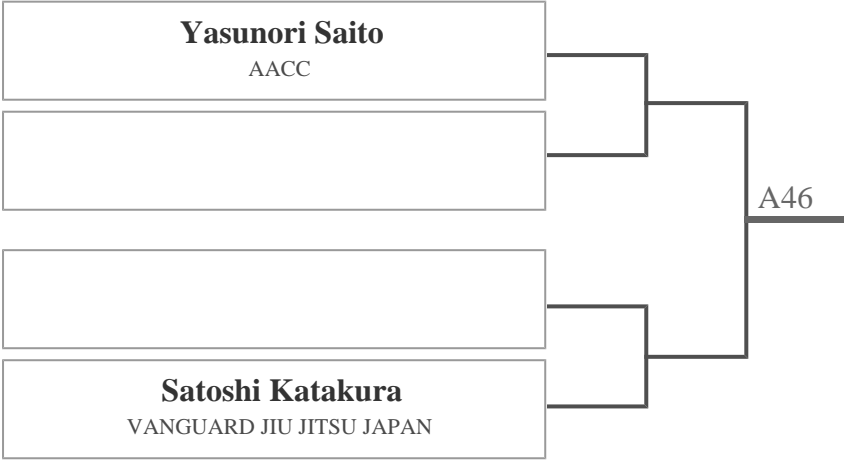 Yasunori Saito
AACC
A46
Satoshi Katakura
VANGUARD JIU JITSU JAPAN